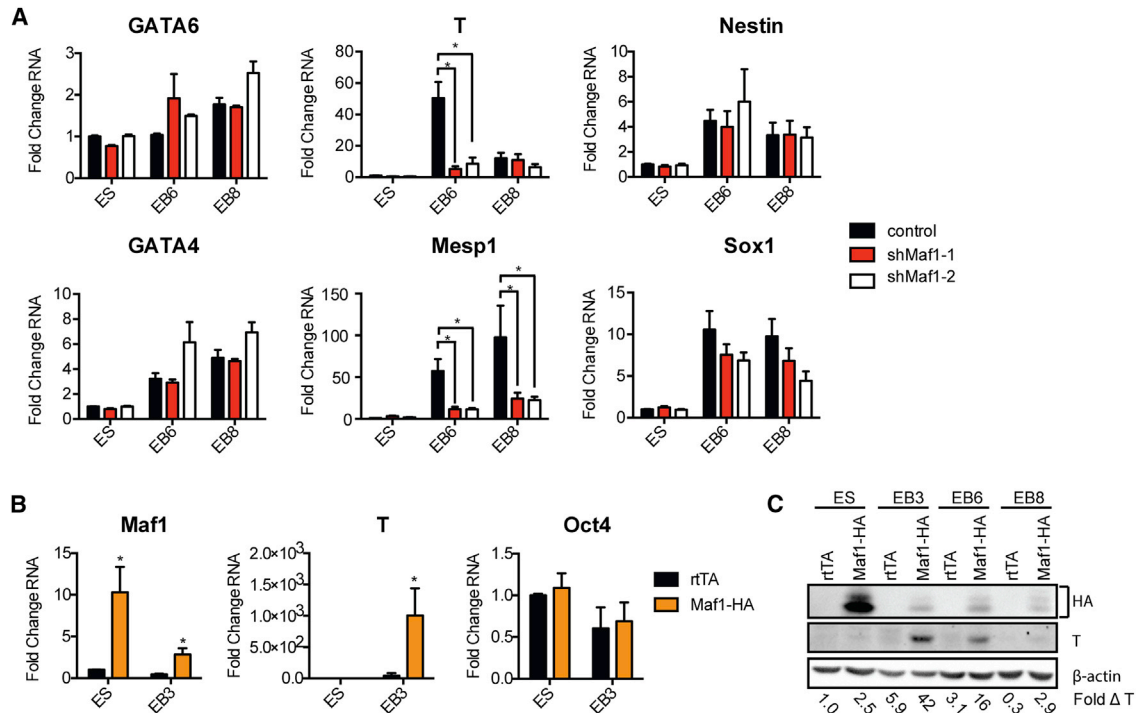 A
GATA6
T
Nestin
Fold Change RNA
3
2
1
0
ES
EB6
EB8
Fold Change RNA
80
60
40
20
0
*
*
ES
EB6
EB8
Fold Change RNA
10
8
6
4
2
0
ES
EB6
EB8
control
shMaf1-1
shMaf1-2
GATA4
Mesp1
Sox1
Fold Change RNA
10
8
6
4
2
0
ES
EB6
EB8
Fold Change RNA
150
100
50
0
*
*
*
*
ES
EB6
EB8
Fold Change RNA
15
10
5
0
ES
EB6
EB8
B
Maf1
T
Oct4
Fold Change RNA
15
10
5
0
*
*
ES
EB3
Fold Change RNA
2.0×10³
1.5×10³
1.0×10³
5.0×10²
0.0
*
ES
EB3
Fold Change RNA
1.5
1.0
0.5
0.0
ES
EB3
rtTA
Maf1-HA
C
ES EB3 EB6 EB8
rtTA Maf1-HA rtTA Maf1-HA rtTA Maf1-HA rtTA Maf1-HA
HA
T
β-actin
1.0 2.5 5.9 42 3.1 16 0.3 2.9 Fold Δ T